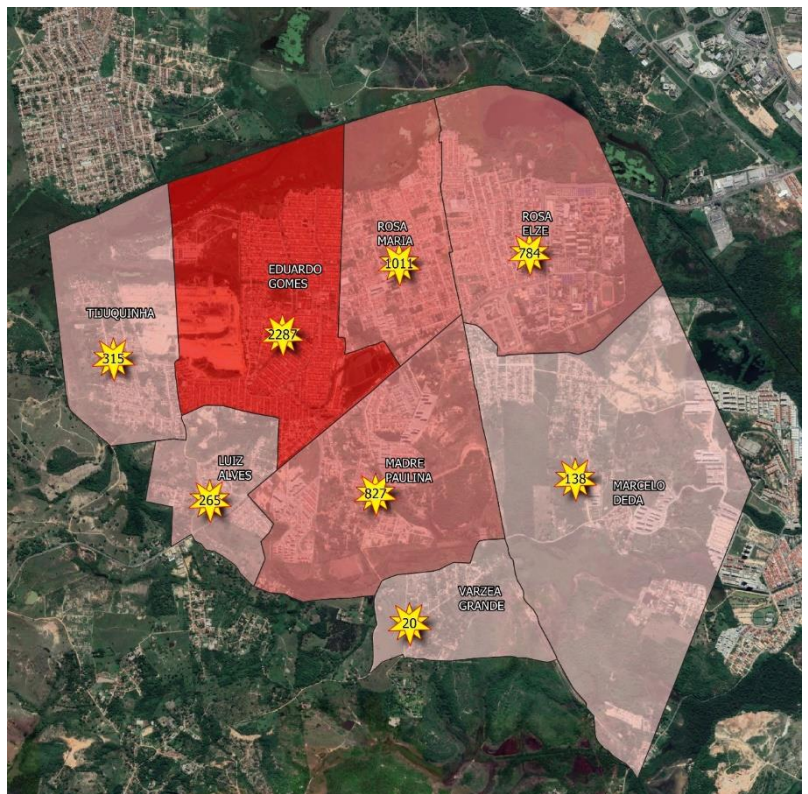 ROSA
ELZE
784
ROSA
MARIA
1011
EDUARDO
GOMES
2287
TIJUQUINHA
315
LUIZ
ALVES
265
MADRE
PAULINA
827
138
MARCELO
DEDA
VARZEA
GRANDE
20